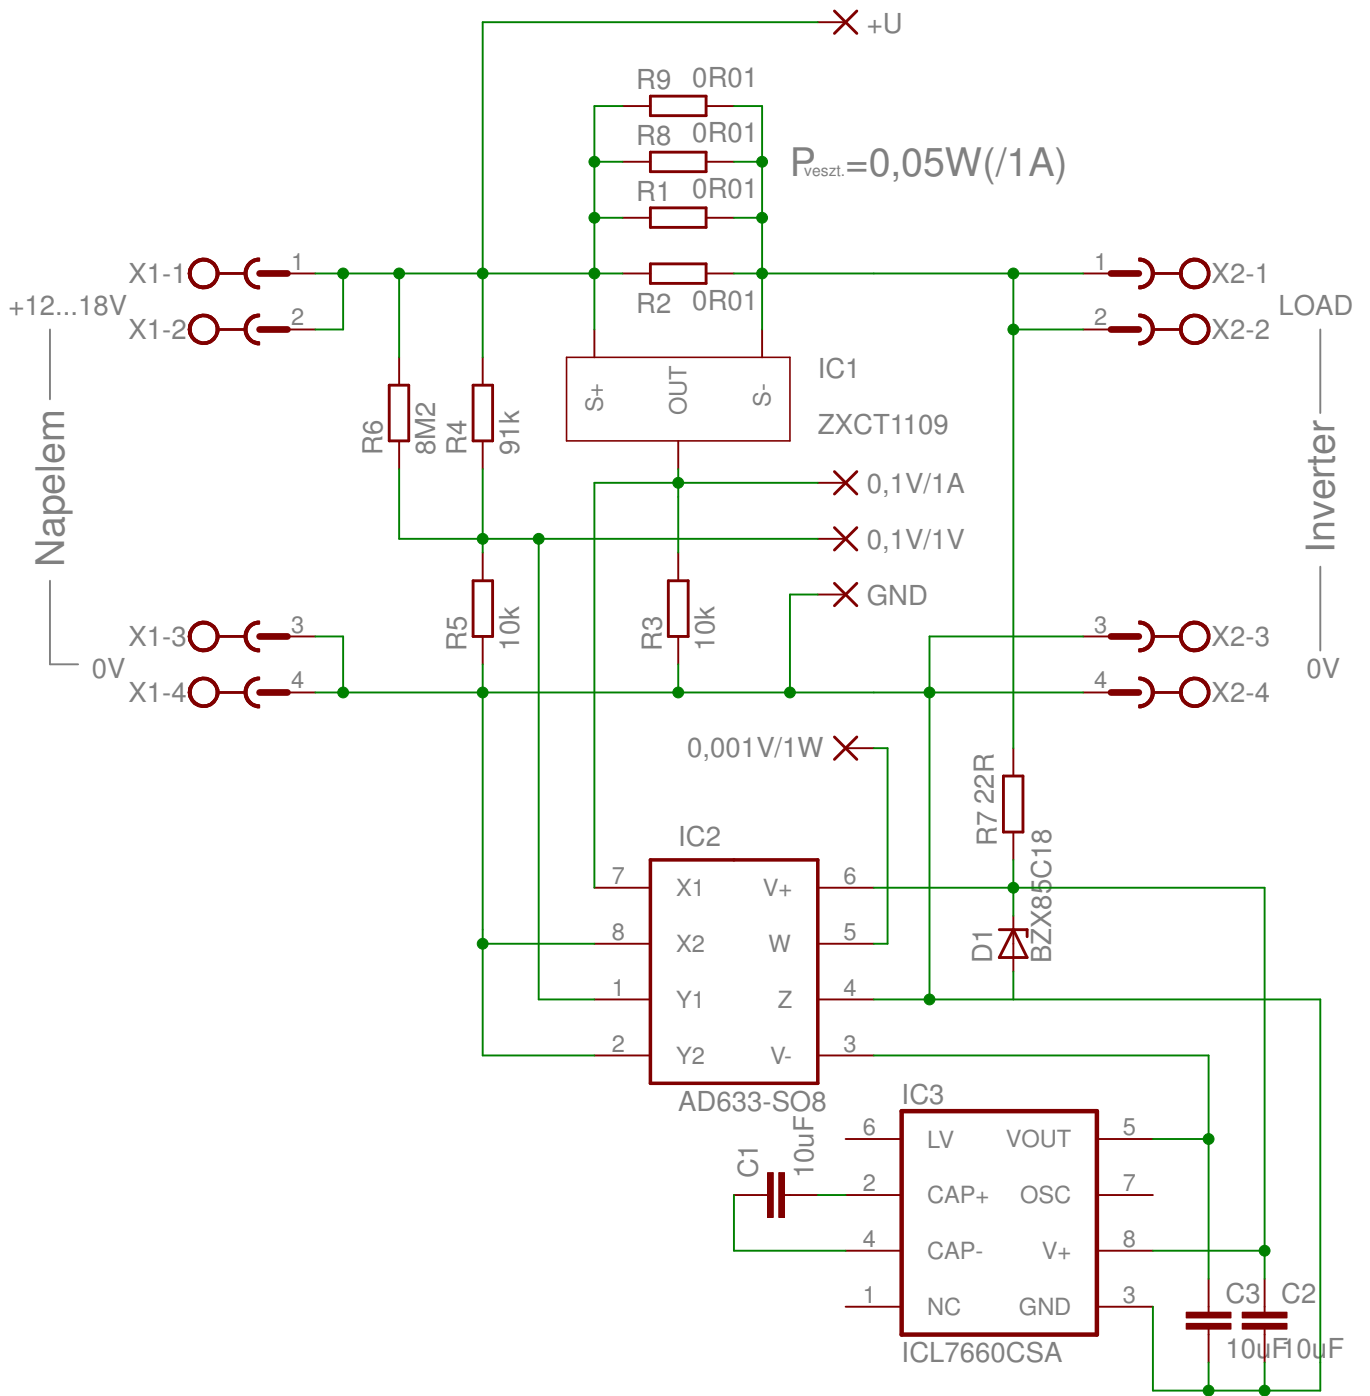 +U
R9 0R01
R8 0R01
R1 0R01
R2 0R01
Pveszt.=0,05W(/1A)
X1-1 1
+12...18V
X1-2 2
1 X2-1
LOAD
2 X2-2
Napelem
Inverter
R6 8M2
R4 91k
S+ OUT S-
IC1
ZXCT1109
0,1V/1A
0,1V/1V
GND
R5 10k
R3 10k
X1-3 3
0V
X1-4 4
3 X2-3
0V
4 X2-4
0,001V/1W
R7 22R
D1 BZX85C18
IC2
7 X1 V+ 6
8 X2 W 5
1 Y1 Z 4
2 Y2 V- 3
AD633-SO8
IC3
6 LV VOUT 5
2 CAP+ OSC 7
4 CAP- V+ 8
1 NC GND 3
ICL7660CSA
C1 10uF
C3 C2
10uF 10uF